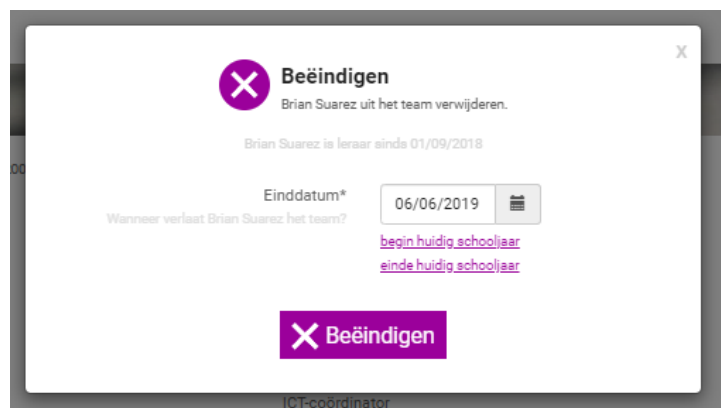 x
Beëindigen
Brian Suarez uit het team verwijderen.
Brian Suarez is leraar sinds 01/09/2018
Einddatum*
Wanneer verlaat Brian Suarez het team?
06/06/2019
begin huidig schooljaar
einde huidig schooljaar
Beëindigen
ICT-coördinator